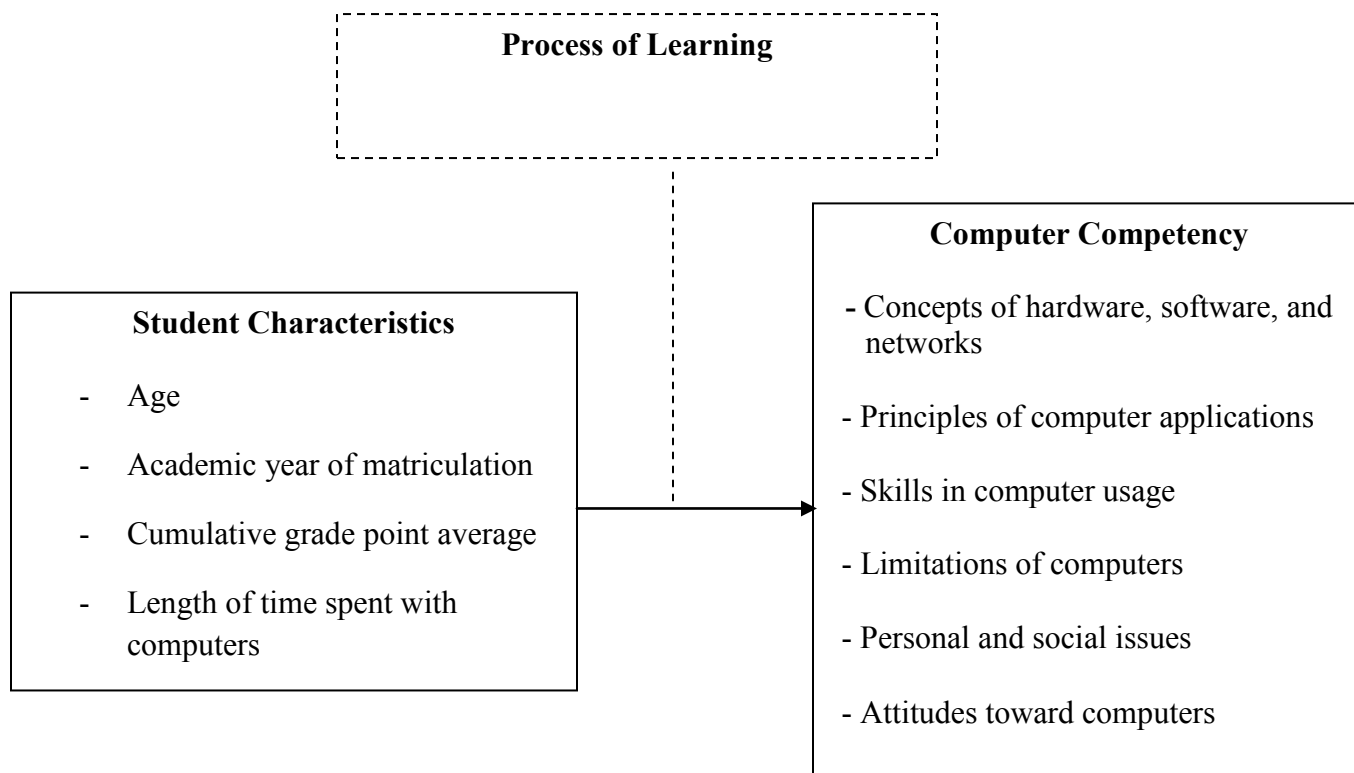 Process of Learning
Student Characteristics
- Age
- Academic year of matriculation
- Cumulative grade point average
- Length of time spent with
computers
Computer Competency
- Concepts of hardware, software, and
networks
- Principles of computer applications
- Skills in computer usage
- Limitations of computers
- Personal and social issues
- Attitudes toward computers